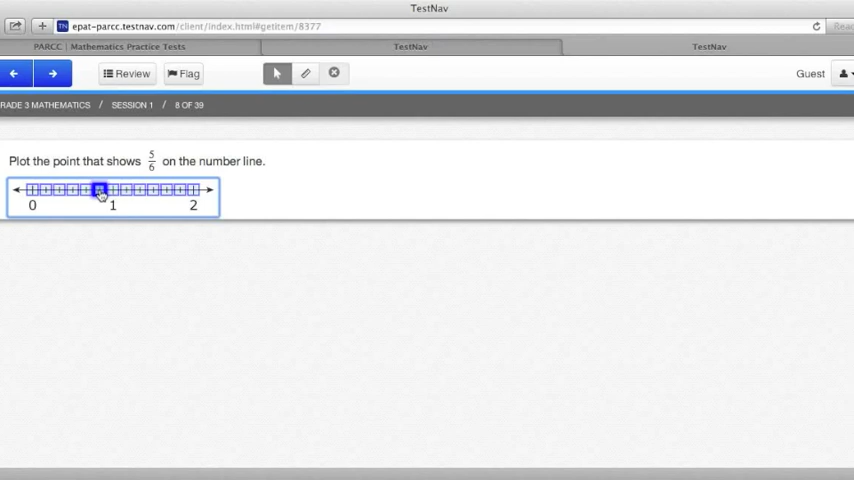 TestNav
TN epat-parcc.testnav.com/client/index.html#getitem/8377
PARCC | Mathematics Practice Tests TestNav TestNav
Review Flag Guest
RADE 3 MATHEMATICS / SESSION 1 / 8 OF 39
Plot the point that shows 5/6 on the number line.
0 1 2